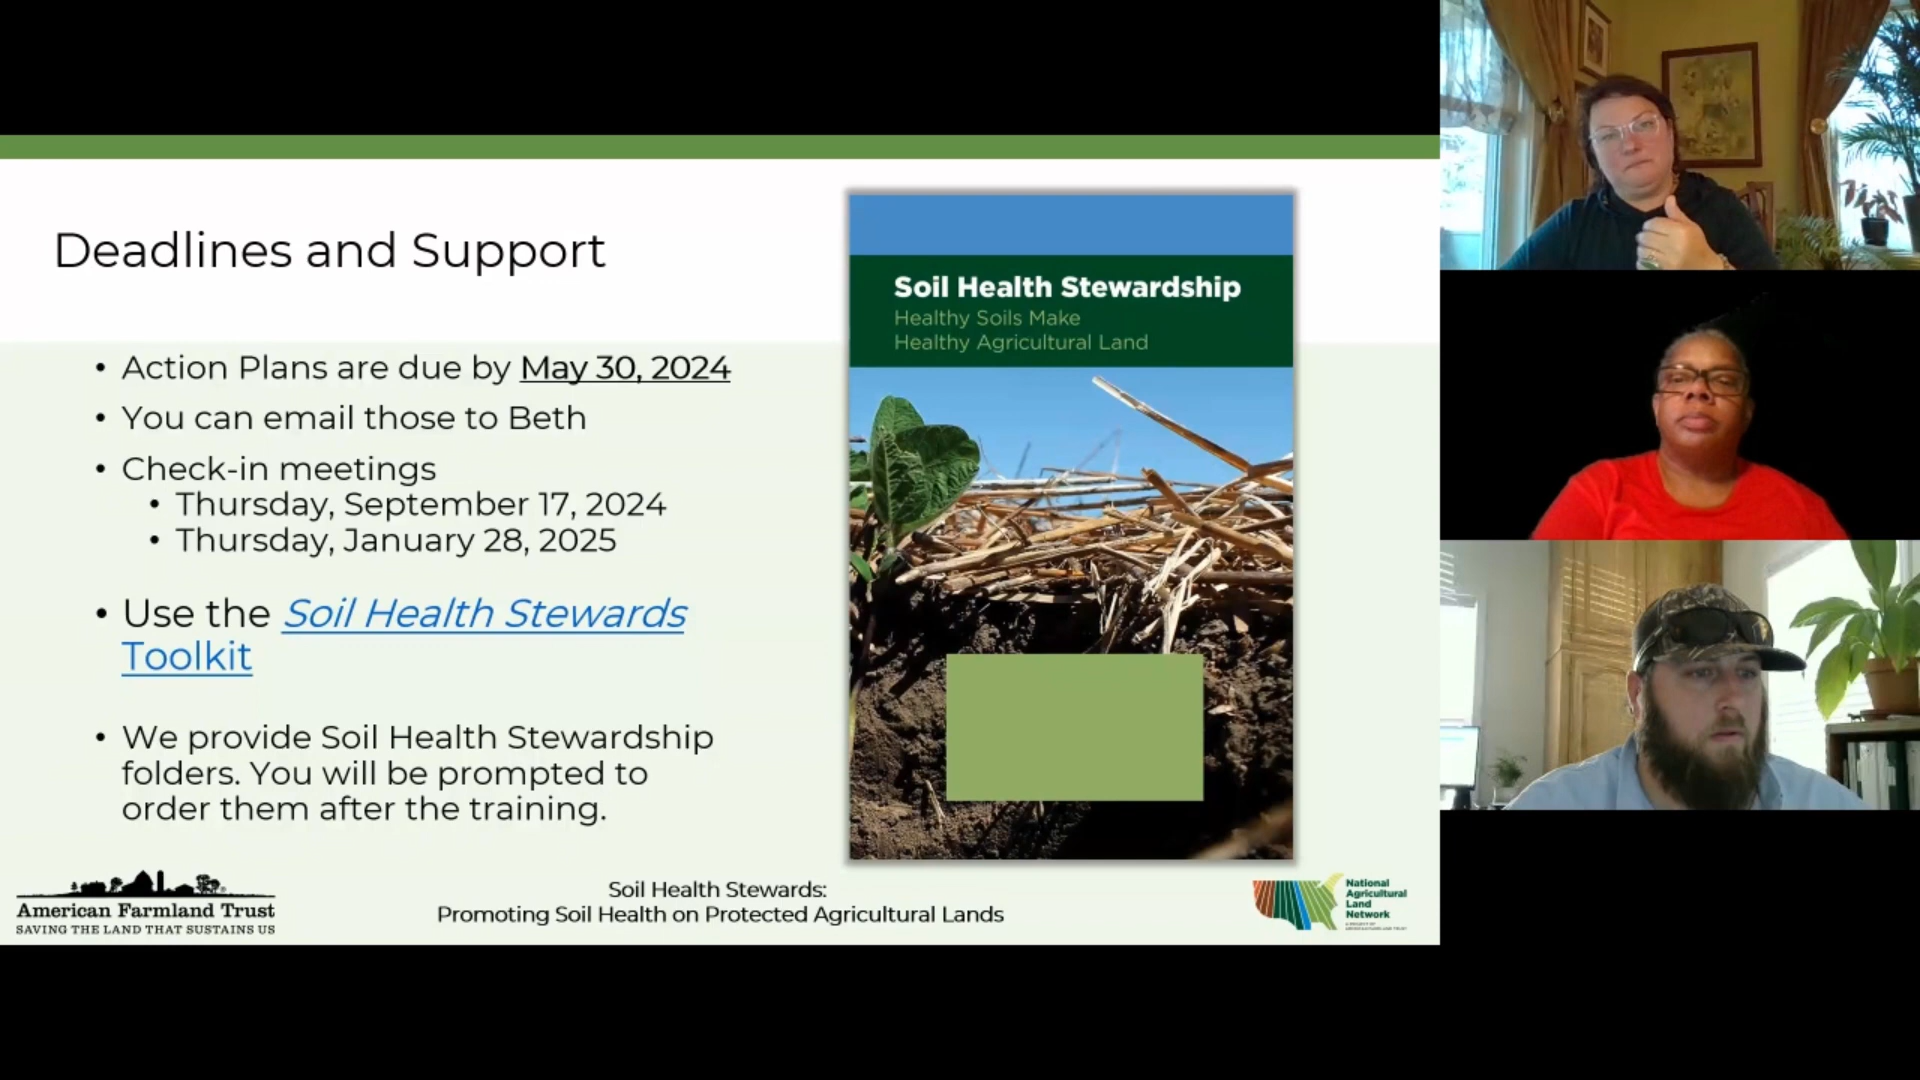 Deadlines and Support
• Action Plans are due by May 30, 2024
• You can email those to Beth
• Check-in meetings
• Thursday, September 17, 2024
• Thursday, January 28, 2025
• Use the Soil Health Stewards
Toolkit
• We provide Soil Health Stewardship
folders. You will be prompted to
order them after the training.
Soil Health Stewardship
Healthy Soils Make
Healthy Agricultural Land
American Farmland Trust
SAVING THE LAND THAT SUSTAINS US
Soil Health Stewards:
Promoting Soil Health on Protected Agricultural Lands
National
Agricultural
Land
Network